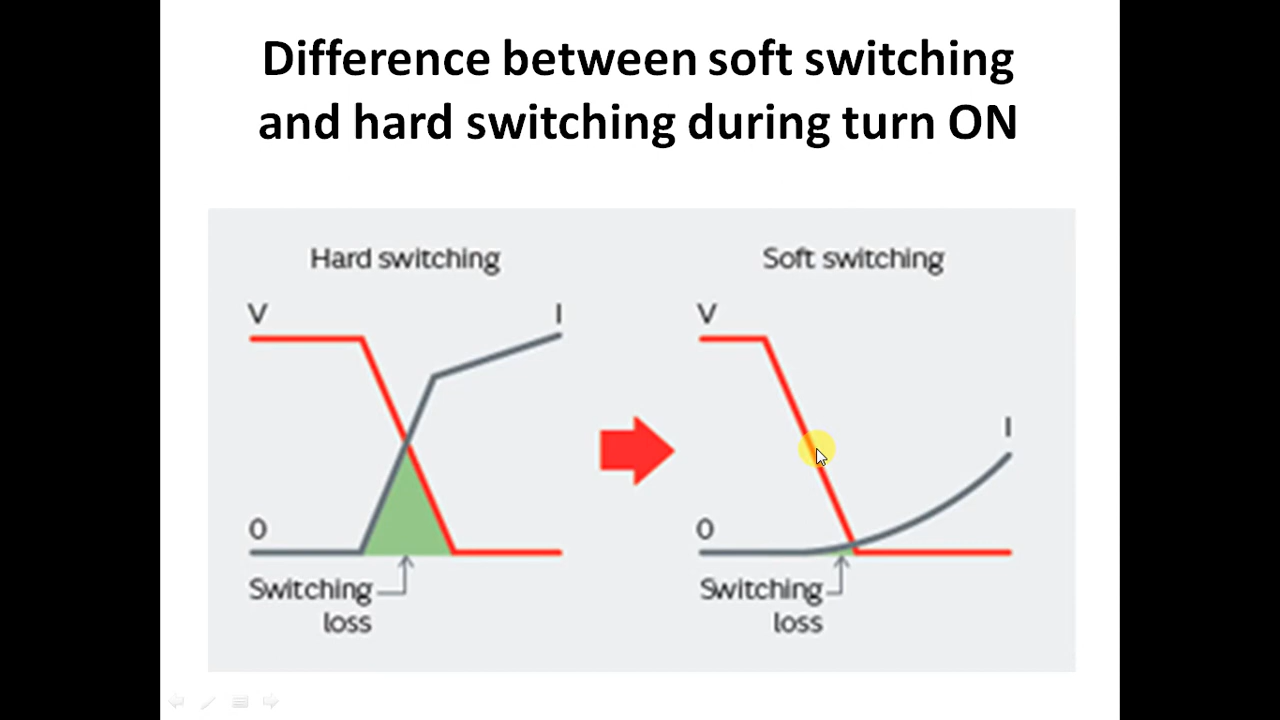 Difference between soft switching
and hard switching during turn ON
Hard switching
V
I
0
Switching
loss
Soft switching
V
I
0
Switching
loss